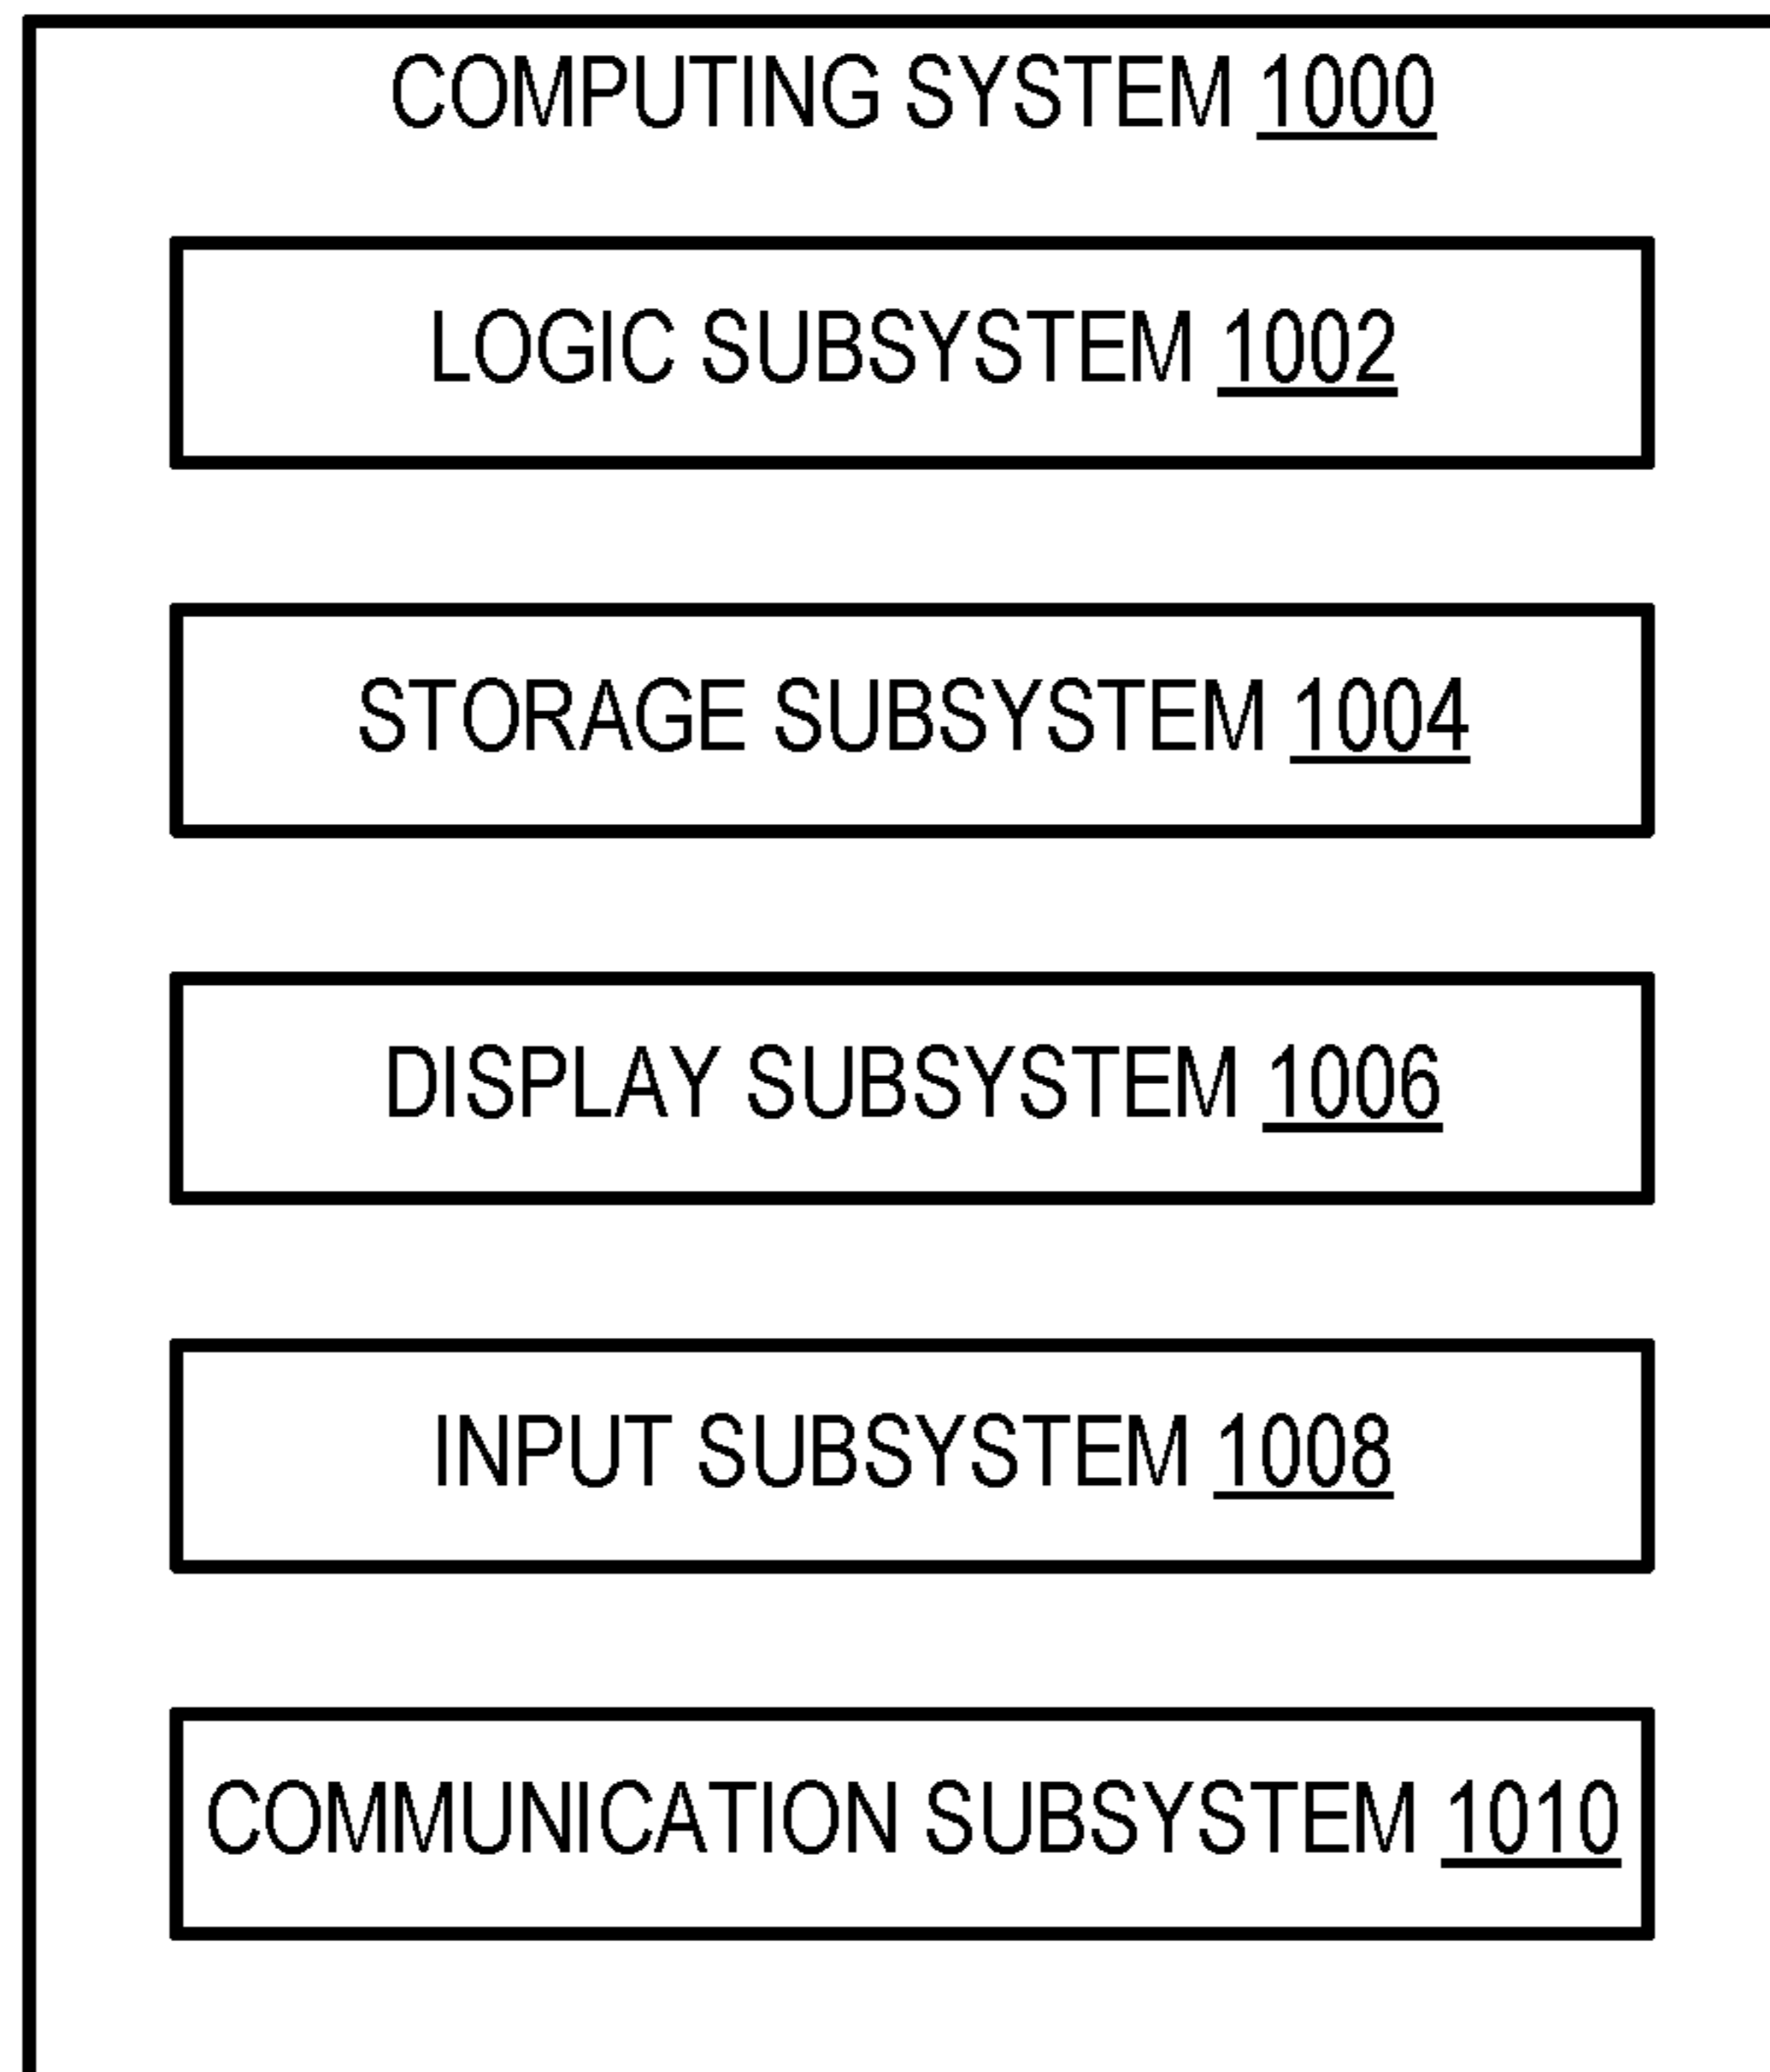 COMPUTING SYSTEM 1000
LOGIC SUBSYSTEM 1002
STORAGE SUBSYSTEM 1004
DISPLAY SUBSYSTEM 1006
INPUT SUBSYSTEM 1008
COMMUNICATION SUBSYSTEM 1010